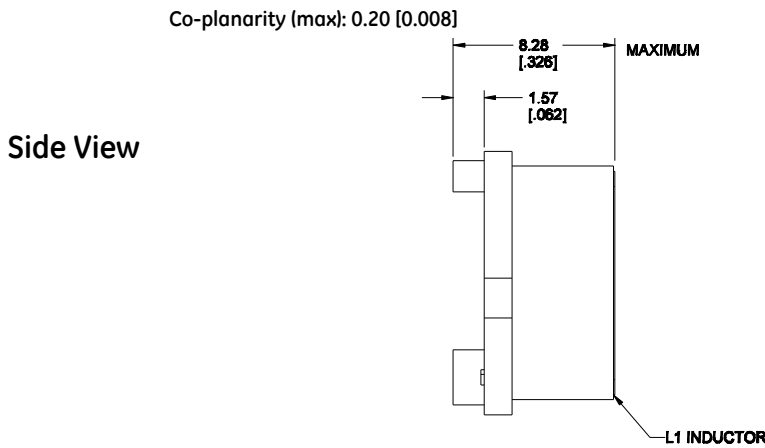 Co-planarity (max): 0.20 [0.008]
8.28
[.326]
MAXIMUM
1.57
[.062]
Side View
L1 INDUCTOR